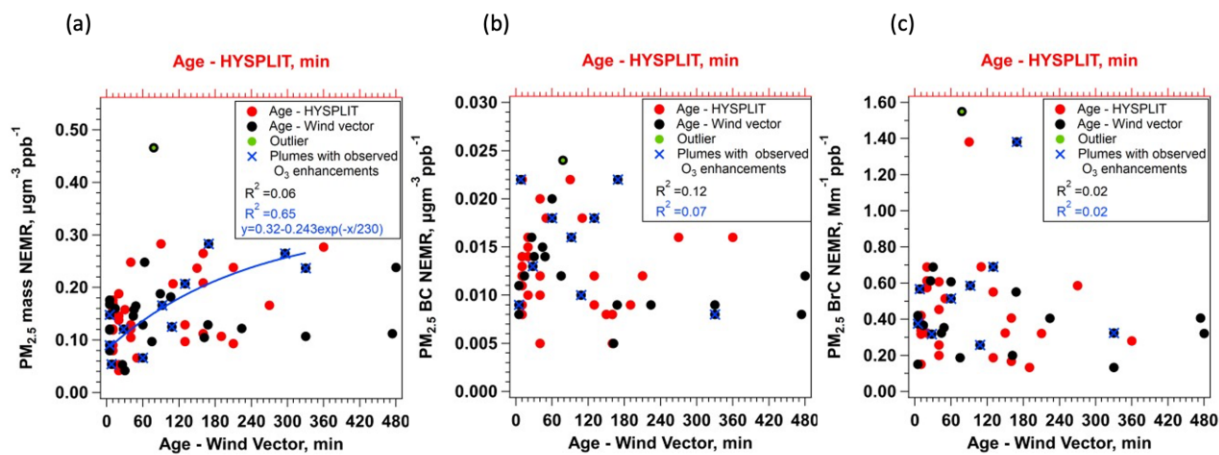 (a)
Age - HYSPLIT, min
PM2.5 mass NEMR, µgm-3 ppb-1
0.50
0.40
0.30
0.20
0.10
0.00
Age - HYSPLIT
Age - Wind vector
Outlier
Plumes with observed
O3 enhancements
R2 =0.06
R2 =0.65
y=0.32-0.243exp(-x/230)
0 60 120 180 240 300 360 420 480
Age - Wind Vector, min
(b)
Age - HYSPLIT, min
PM2.5 BC NEMR, µgm-3 ppb-1
0.030
0.025
0.020
0.015
0.010
0.005
0.000
Age - HYSPLIT
Age - Wind vector
Outlier
Plumes with observed
O3 enhancements
R2 =0.12
R2 =0.07
0 60 120 180 240 300 360 420 480
Age - Wind Vector, min
(c)
Age - HYSPLIT, min
PM2.5 BrC NEMR, Mm-1 ppb-1
1.60
1.40
1.20
1.00
0.80
0.60
0.40
0.20
0.00
Age - HYSPLIT
Age - Wind vector
Outlier
Plumes with observed
O3 enhancements
R2 =0.02
R2 =0.02
0 60 120 180 240 300 360 420 480
Age - Wind Vector, min